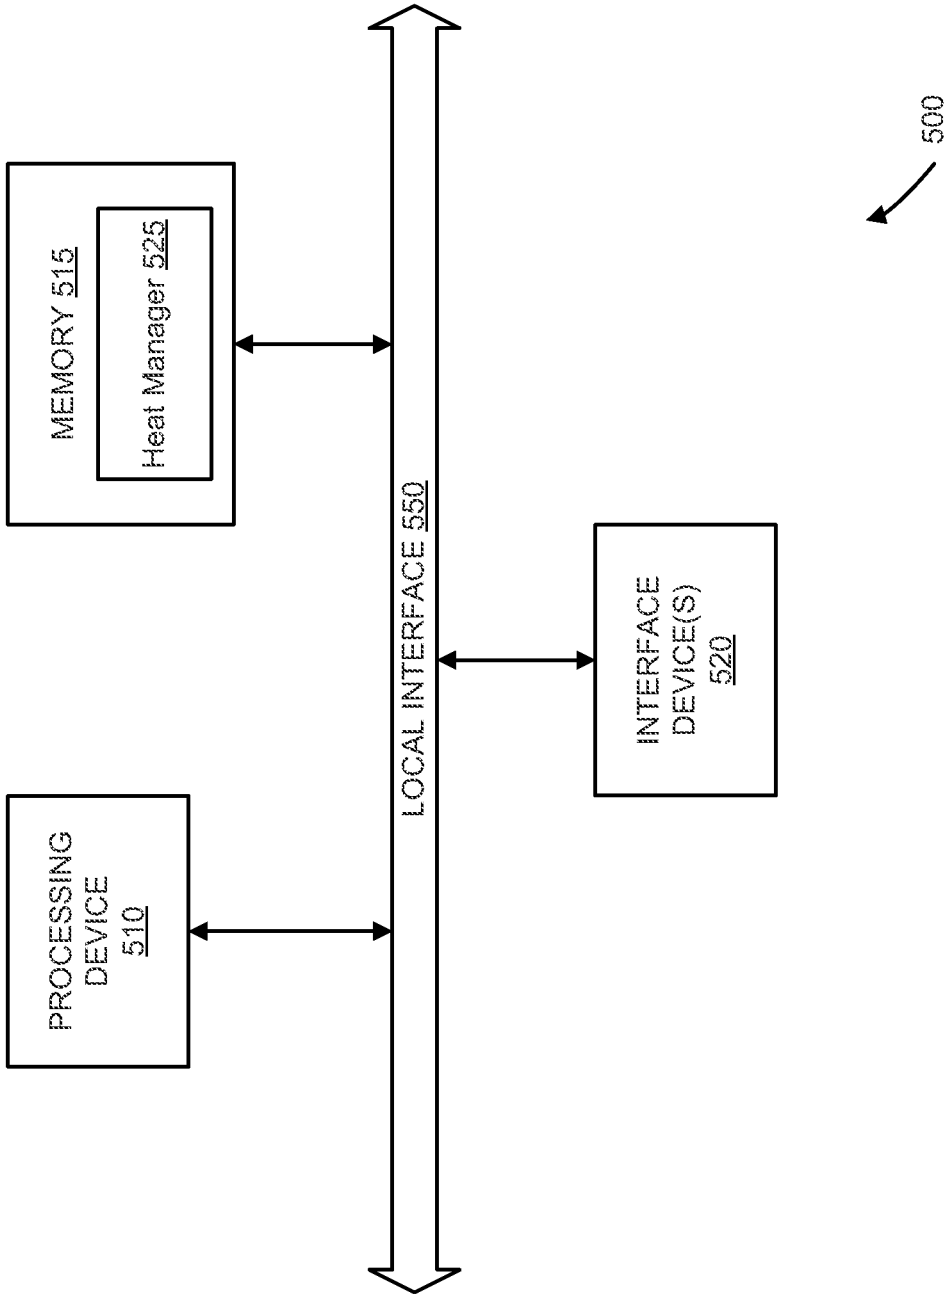 PROCESSING
DEVICE
510
MEMORY 515
Heat Manager 525
LOCAL INTERFACE 550
INTERFACE
DEVICE(S)
520
500